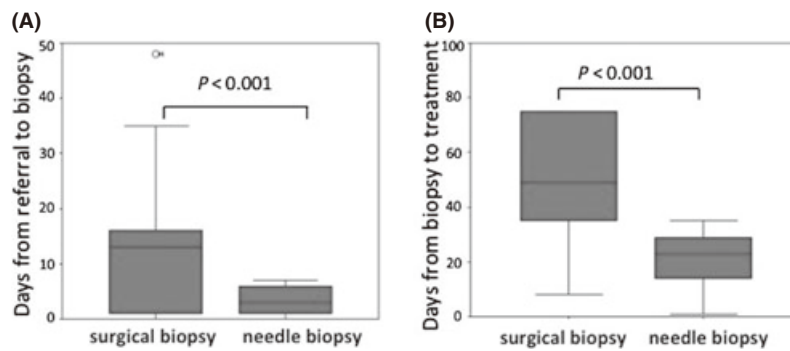 (A)
Days from referral to biopsy
50
40
30
20
10
0
P < 0.001
surgical biopsy needle biopsy
(B)
Days from biopsy to treatment
100
80
60
40
20
0
P < 0.001
surgical biopsy needle biopsy